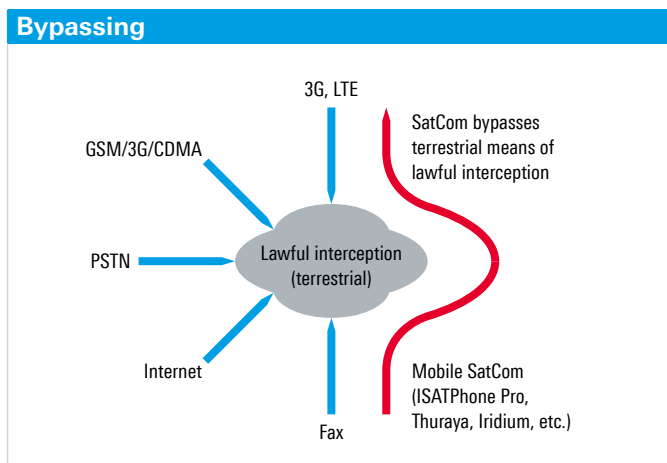 Bypassing
3G, LTE
GSM/3G/CDMA
SatCom bypasses
terrestrial means of
lawful interception
PSTN
Lawful interception
(terrestrial)
Internet
Mobile SatCom
(ISATPhone Pro,
Thuraya, Iridium, etc.)
Fax